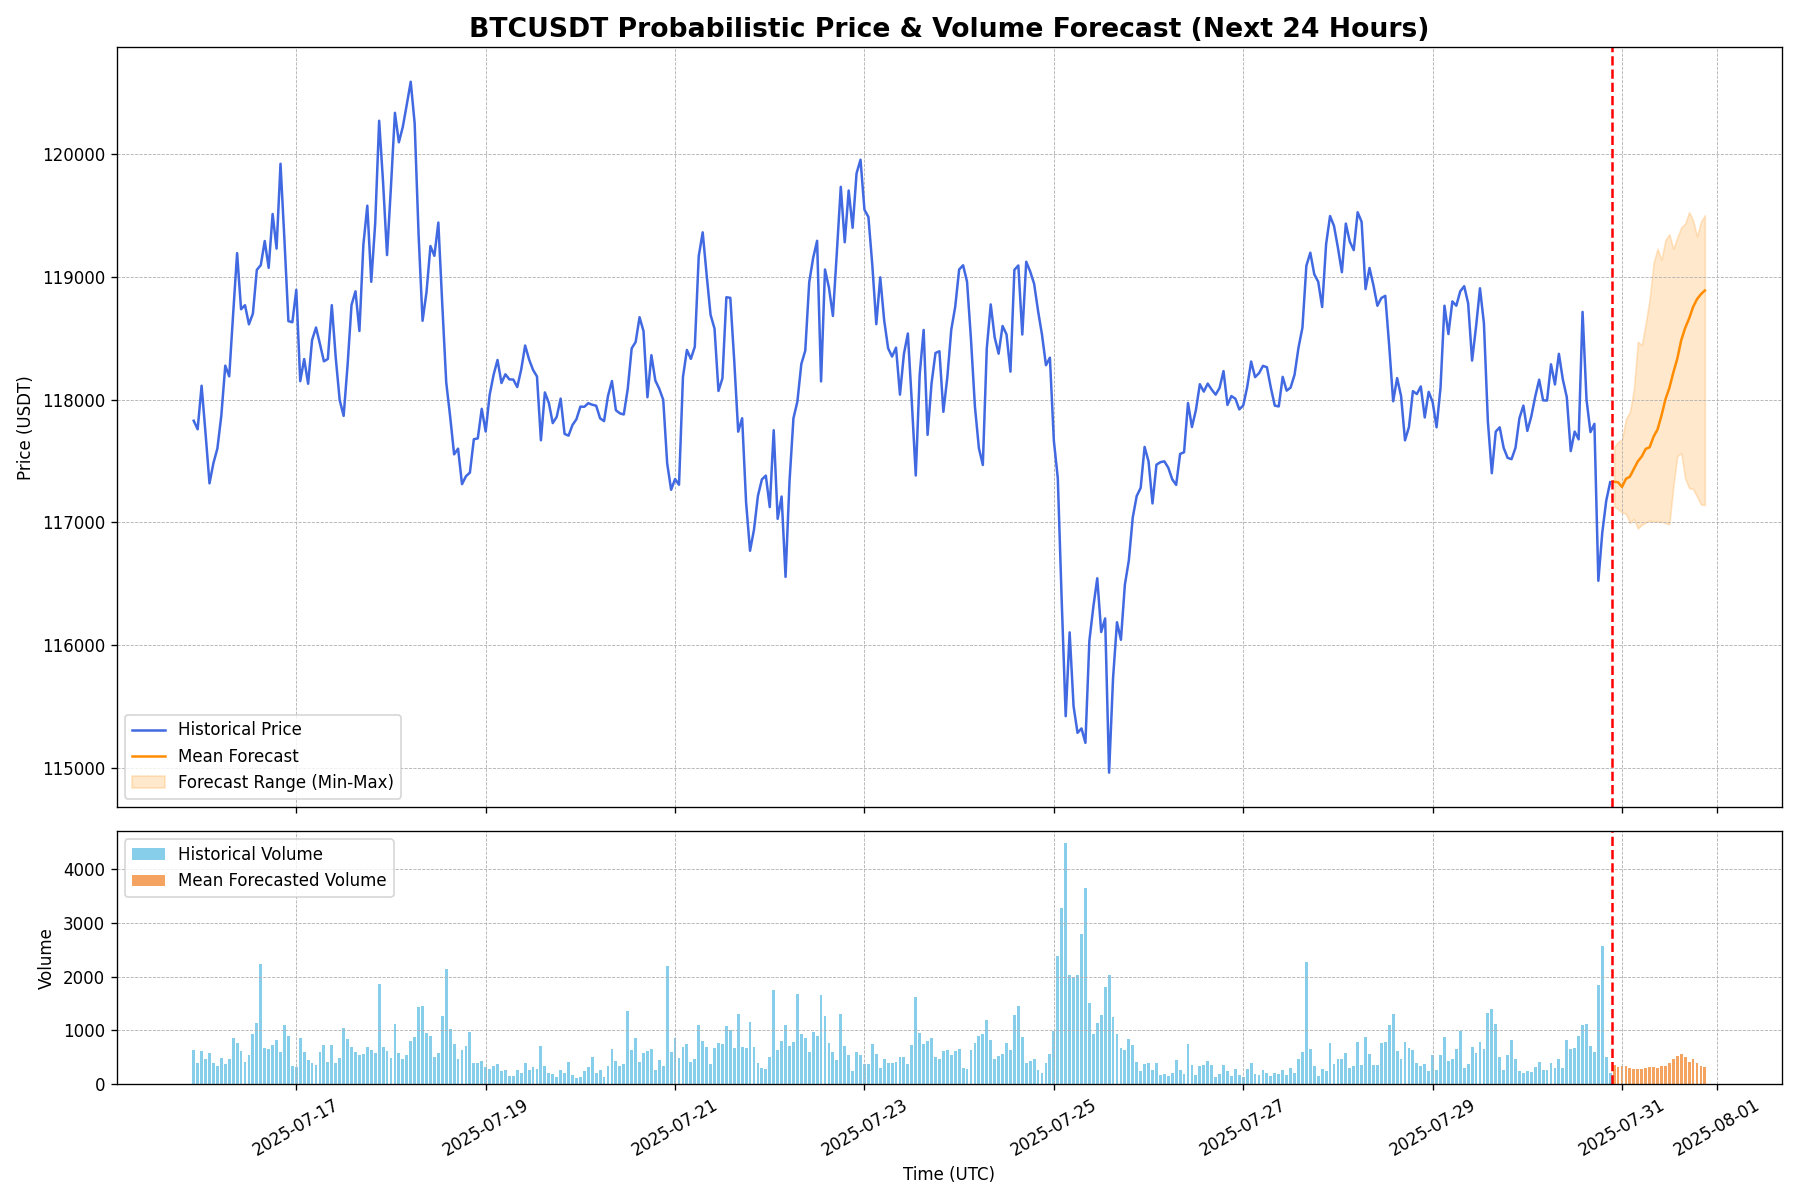 BTCUSDT Probabilistic Price & Volume Forecast (Next 24 Hours)
Price (USDT)
120000
119000
118000
117000
116000
115000
Historical Price
Mean Forecast
Forecast Range (Min-Max)
Volume
4000
3000
2000
1000
0
Historical Volume
Mean Forecasted Volume
2025-07-17
2025-07-19
2025-07-21
2025-07-23
2025-07-25
2025-07-27
2025-07-29
2025-07-31
2025-08-01
Time (UTC)